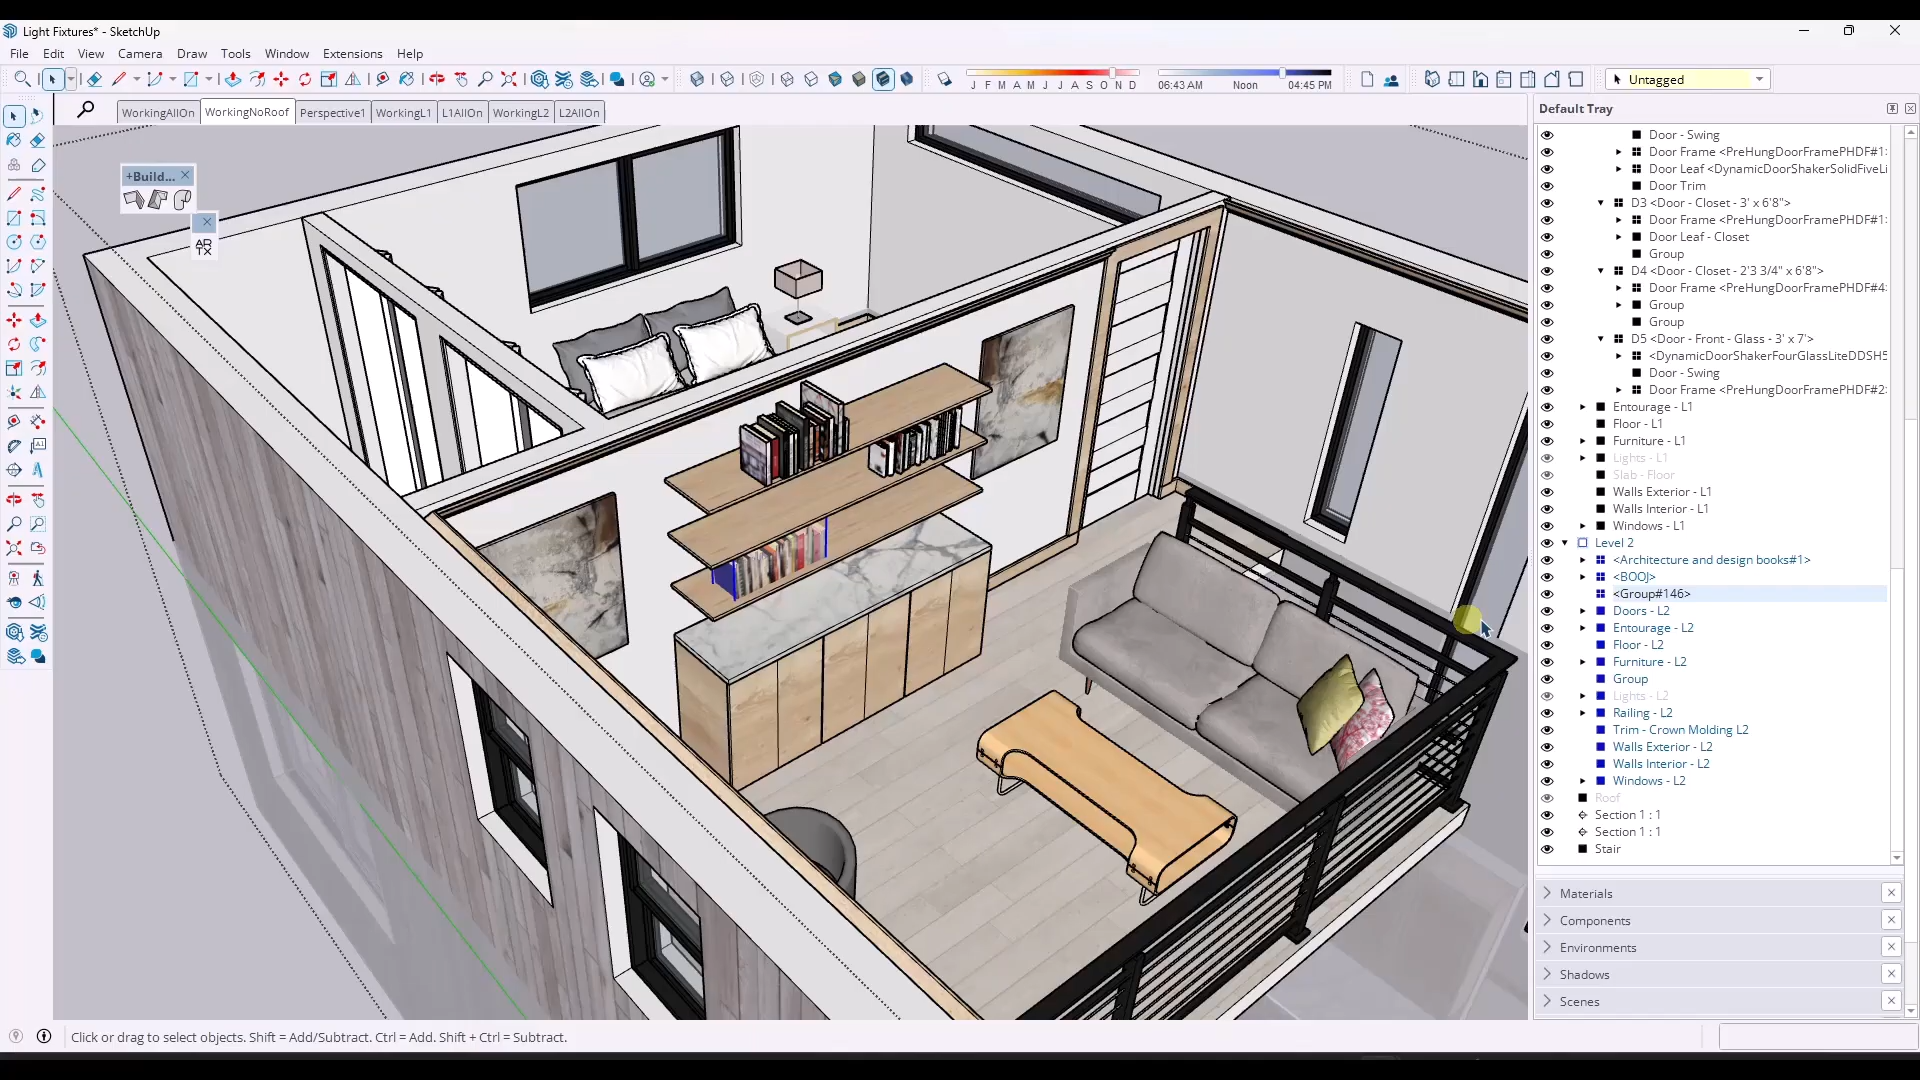 Light Fixtures* - SketchUp
File Edit View Camera Draw Tools Window Extensions Help
J F M A M J J A S O N D
06:43 AM Noon 04:45 PM
Untagged
WorkingAllOn WorkingNoRoof Perspective1 WorkingL1 L1AllOn WorkingL2 L2AllOn
Default Tray
+Build...
Door - Swing
Door Frame <PreHungDoorFramePHDF#1:
Door Leaf <DynamicDoorShakerSolidFiveLi
Door Trim
D3 <Door - Closet - 3' x 6'8">
Door Frame <PreHungDoorFramePHDF#1:
Door Leaf - Closet
Group
D4 <Door - Closet - 2'3 3/4" x 6'8">
Door Frame <PreHungDoorFramePHDF#4:
Group
Group
D5 <Door - Front - Glass - 3' x 7'>
<DynamicDoorShakerFourGlassLiteDDSH5
Door - Swing
Door Frame <PreHungDoorFramePHDF#2:
Entourage - L1
Floor - L1
Furniture - L1
Lights - L1
Slab - Floor
Walls Exterior - L1
Walls Interior - L1
Windows - L1
Level 2
<Architecture and design books#1>
<BOOJ>
<Group#146>
Doors - L2
Entourage - L2
Floor - L2
Furniture - L2
Group
Lights - L2
Railing - L2
Trim - Crown Molding L2
Walls Exterior - L2
Walls Interior - L2
Windows - L2
Roof
Section 1 : 1
Section 1 : 1
Stair
Materials
Components
Environments
Shadows
Scenes
Click or drag to select objects. Shift = Add/Subtract. Ctrl = Add. Shift + Ctrl = Subtract.